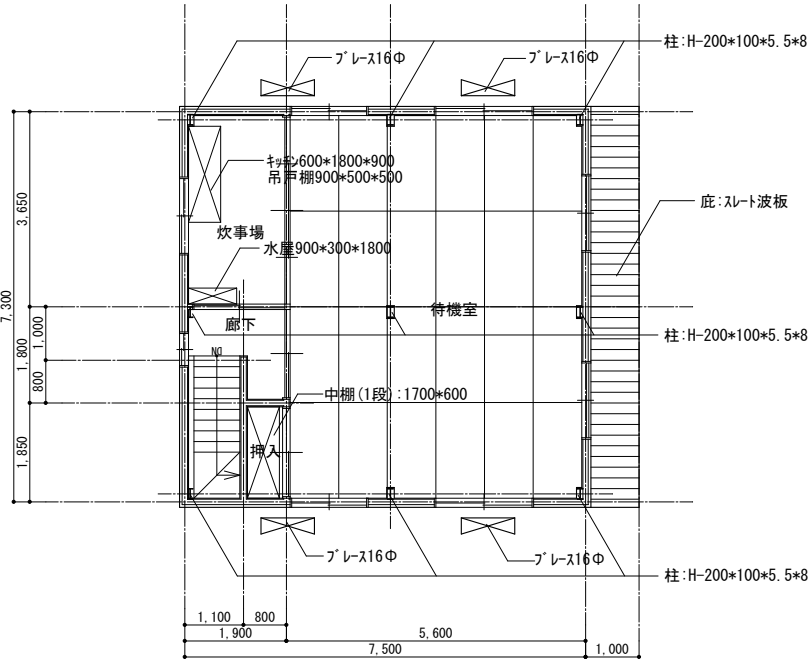 柱:H-200*100*5.5*8
ﾌﾞﾚｰｽ16Φ
ﾌﾞﾚｰｽ16Φ
ｷｯﾁﾝ600*1800*900
吊戸棚900*500*500
庇:ｽﾚｰﾄ波板
炊事場
水屋900*300*1800
待機室
廊下
柱:H-200*100*5.5*8
DN
中棚(1段):1700*600
押入
ﾌﾞﾚｰｽ16Φ
ﾌﾞﾚｰｽ16Φ
柱:H-200*100*5.5*8
3,650
7,300
1,000
1,800
800
1,850
1,100
800
1,900
5,600
7,500
1,000